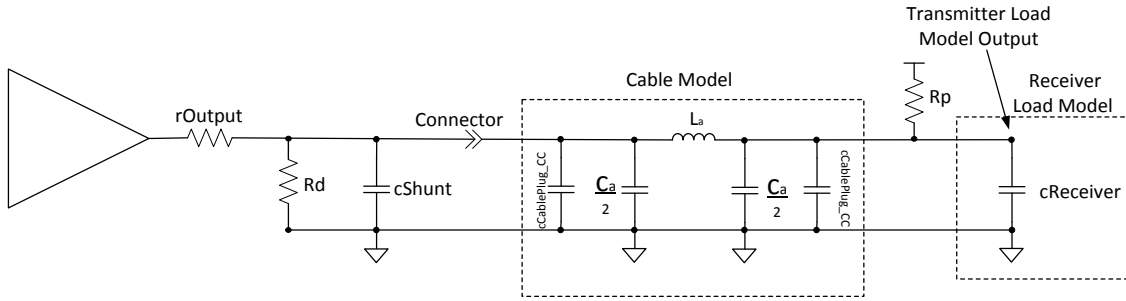 Transmitter Load
Model Output
Cable Model
Receiver
Load Model
Rp
rOutput
Connector
La
Rd
cShunt
cCablePlug_CC
Ca
2
Ca
2
cCablePlug_CC
cReceiver